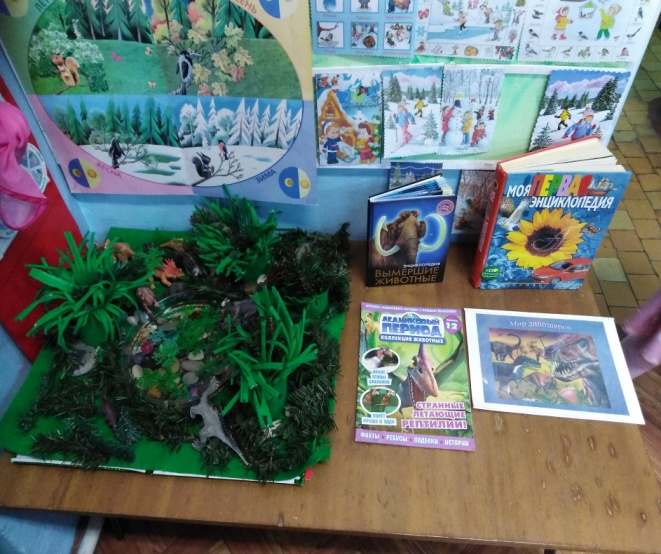 ВЕСНА
ЗИМА
ЭНЦИКЛОПЕДИЯ
ВЫМЕРШИЕ
ЖИВОТНЫЕ
МОЯ ПЕРВАЯ
ЭНЦИКЛОПЕДИЯ
ЛЕДНИКОВЫЙ
ПЕРИОД
КОЛЛЕКЦИЯ ЖИВОТНЫХ
12
СТРАННЫЕ
ЛЕТАЮЩИЕ
РЕПТИЛИИ!
ФАКТЫ • РЕБУСЫ • ПОДЕЛКИ • ИСТОРИИ
Мир динозавров